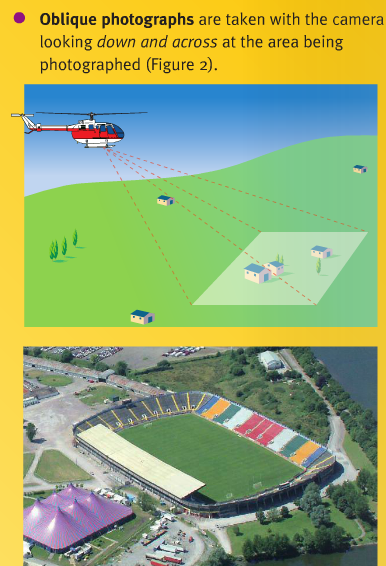 ● Oblique photographs are taken with the camera
looking down and across at the area being
photographed (Figure 2).